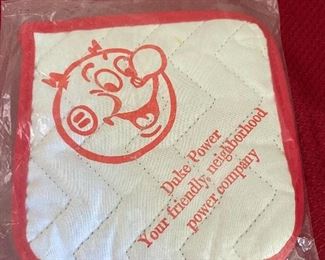 Duke Power
Your friendly, neighborhood
power company